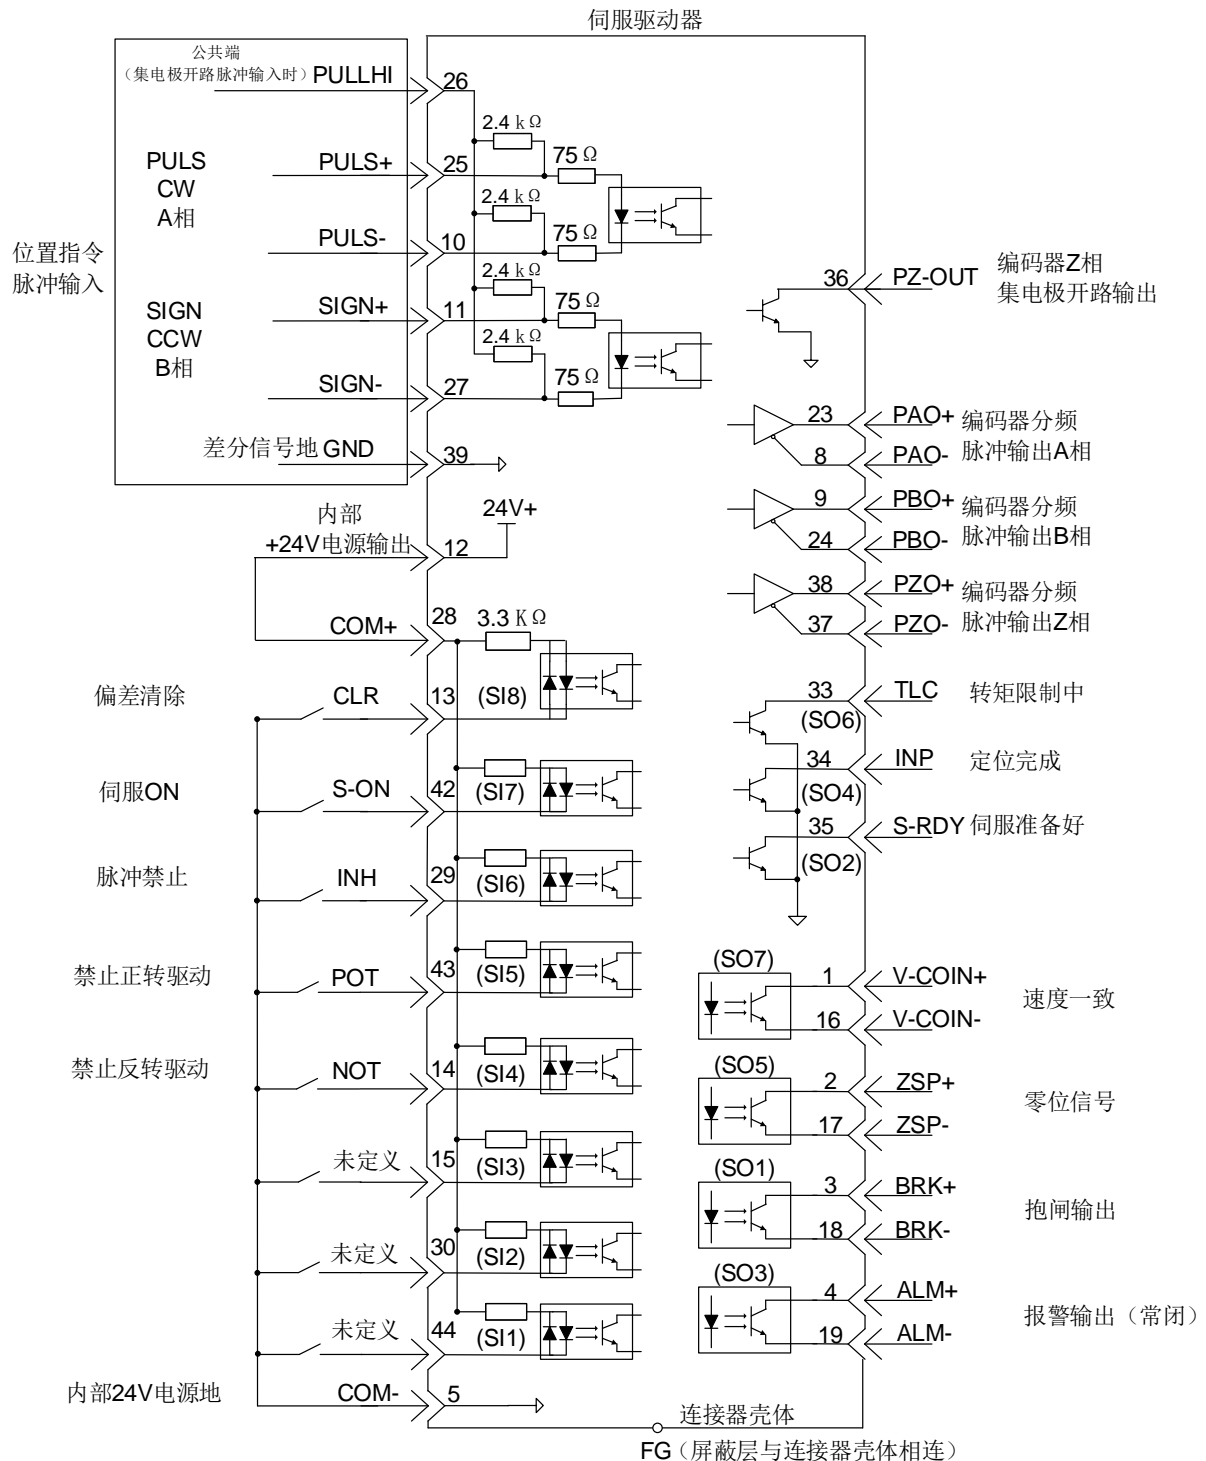 伺服驱动器
公共端
（集电极开路脉冲输入时）PULLHI
26
2.4 kΩ
75 Ω
PULS
CW
A相
PULS+
25
2.4 kΩ
75 Ω
PULS-
10
位置指令
脉冲输入
2.4 kΩ
75 Ω
SIGN
CCW
B相
SIGN+
11
2.4 kΩ
75 Ω
SIGN-
27
差分信号地 GND
39
内部
+24V电源输出
12
24V+
COM+
28
3.3 KΩ
偏差清除
CLR
13
(SI8)
伺服ON
S-ON
42
(SI7)
脉冲禁止
INH
29
(SI6)
禁止正转驱动
POT
43
(SI5)
禁止反转驱动
NOT
14
(SI4)
未定义
15
(SI3)
未定义
30
(SI2)
未定义
44
(SI1)
内部24V电源地
COM-
5
36
PZ-OUT
编码器Z相
集电极开路输出
23
PAO+
8
PAO-
编码器分频
脉冲输出A相
9
PBO+
24
PBO-
编码器分频
脉冲输出B相
38
PZO+
37
PZO-
编码器分频
脉冲输出Z相
33
(SO6)
TLC
转矩限制中
34
(SO4)
INP
定位完成
35
(SO2)
S-RDY 伺服准备好
(SO7)
1
V-COIN+
16
V-COIN-
速度一致
(SO5)
2
ZSP+
17
ZSP-
零位信号
(SO1)
3
BRK+
18
BRK-
抱闸输出
(SO3)
4
ALM+
19
ALM-
报警输出（常闭）
连接器壳体
FG（屏蔽层与连接器壳体相连）